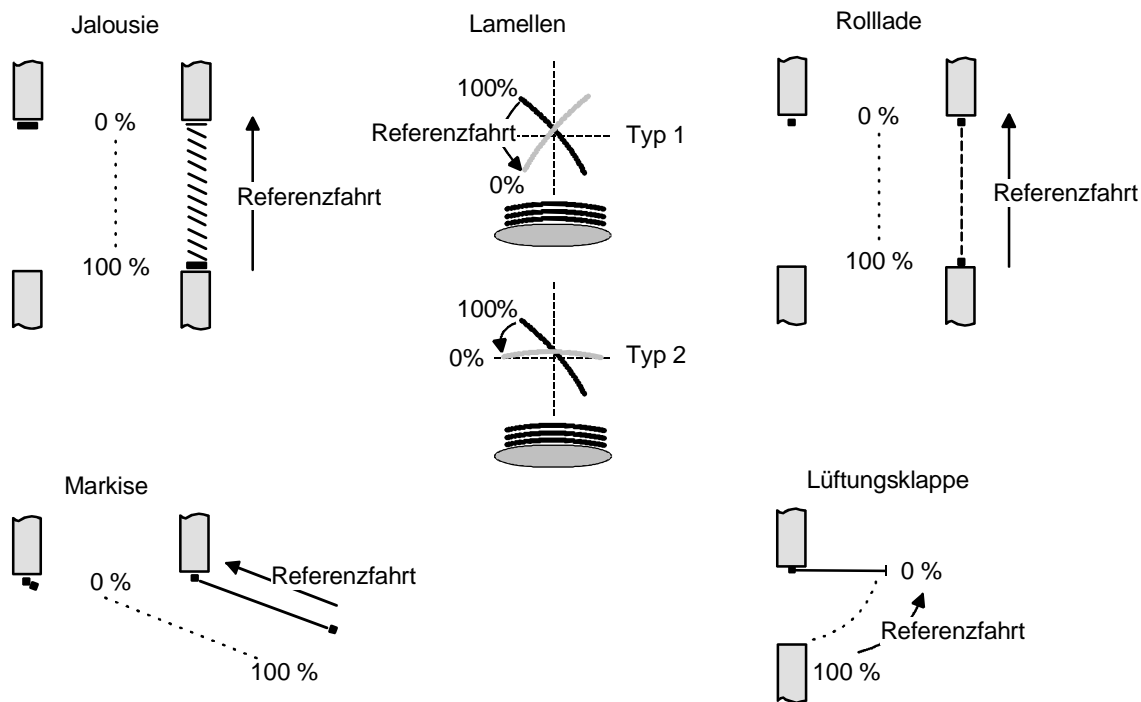 Jalousie
0 %
Referenzfahrt
100 %
Lamellen
100%
Referenzfahrt
Typ 1
0%
100%
0%
Typ 2
Rolllade
0 %
Referenzfahrt
100 %
Markise
0 %
Referenzfahrt
100 %
Lüftungsklappe
0 %
Referenzfahrt
100 %